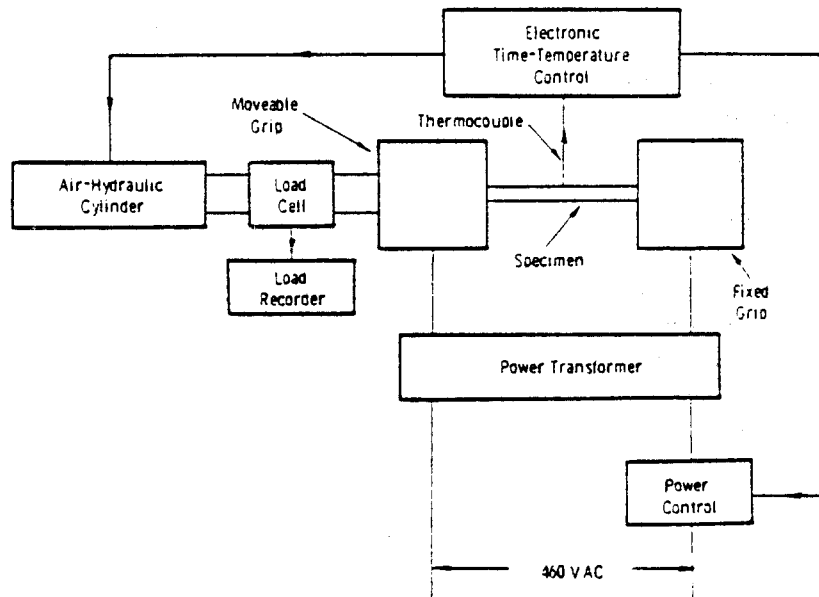 Electronic
Time-Temperature
Control
Moveable
Grip
Thermocouple
Air-Hydraulic
Cylinder
Load
Cell
Load
Recorder
Specimen
Fixed
Grip
Power Transformer
Power
Control
460 V AC